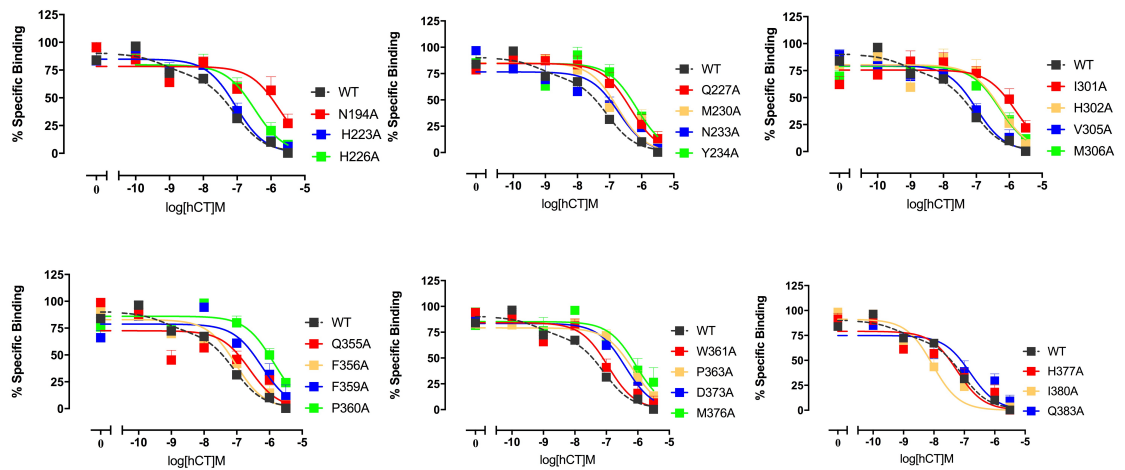 125
100
75
50
25
0
% Specific Binding
0
-10
-9
-8
-7
-6
-5
log[hCT]M
WT
N194A
H223A
H226A
125
100
75
50
25
0
% Specific Binding
0
-10
-9
-8
-7
-6
-5
log[hCT]M
WT
Q227A
M230A
N233A
Y234A
125
100
75
50
25
0
% Specific Binding
0
-10
-9
-8
-7
-6
-5
log[hCT]M
WT
I301A
H302A
V305A
M306A
125
100
75
50
25
0
% Specific Binding
0
-10
-9
-8
-7
-6
-5
log[hCT]M
WT
Q355A
F356A
F359A
P360A
125
100
75
50
25
0
% Specific Binding
0
-10
-9
-8
-7
-6
-5
log[hCT]M
WT
W361A
P363A
D373A
M376A
125
100
75
50
25
0
% Specific Binding
0
-10
-9
-8
-7
-6
-5
log[hCT]M
WT
H377A
I380A
Q383A